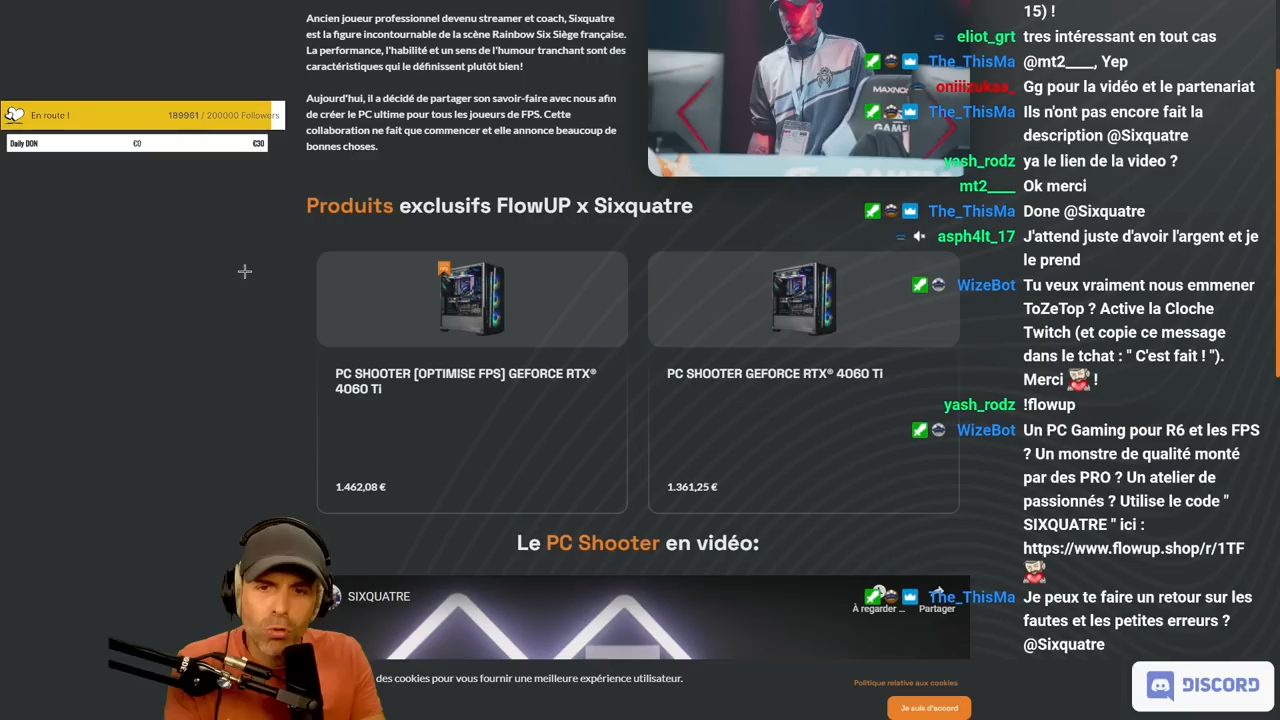 Ancien joueur professionnel devenu streamer et coach, Sixquatre
est la figure incontournable de la scène Rainbow Six Siège française.
La performance, l'habilité et un sens de l'humour tranchant sont des
caractéristiques qui le définissent plutôt bien!
Aujourd'hui, il a décidé de partager son savoir-faire avec nous afin
de créer le PC ultime pour tous les joueurs de FPS. Cette
collaboration ne fait que commencer et elle annonce beaucoup de
bonnes choses.
En route ! 189961 / 200000 Followers
Daily DON €0 €30
MAXNO
GAME
Produits exclusifs FlowUP x Sixquatre
PC SHOOTER [OPTIMISE FPS] GEFORCE RTX®
4060 Ti
1.462,08 €
PC SHOOTER GEFORCE RTX® 4060 Ti
1.361,25 €
Le PC Shooter en vidéo:
SIXQUATRE
À regarder ... Partager
des cookies pour vous fournir une meilleure expérience utilisateur.
Politique relative aux cookies
Je suis d'accord
15) !
eliot_grt tres intéressant en tout cas
The_ThisMa @mt2____, Yep
oniiizukaa_ Gg pour la vidéo et le partenariat
The_ThisMa Ils n'ont pas encore fait la
description @Sixquatre
yash_rodz ya le lien de la video ?
mt2____ Ok merci
The_ThisMa Done @Sixquatre
asph4lt_17 J'attend juste d'avoir l'argent et je
le prend
WizeBot Tu veux vraiment nous emmener
ToZeTop ? Active la Cloche
Twitch (et copie ce message
dans le tchat : " C'est fait ! ").
Merci !
yash_rodz !flowup
WizeBot Un PC Gaming pour R6 et les FPS
? Un monstre de qualité monté
par des PRO ? Un atelier de
passionnés ? Utilise le code "
SIXQUATRE " ici :
https://www.flowup.shop/r/1TF
The_ThisMa Je peux te faire un retour sur les
fautes et les petites erreurs ?
@Sixquatre
DISCORD